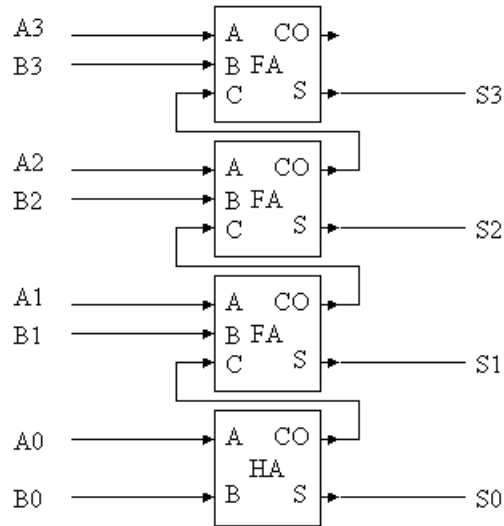 A3 A CO
B3 B FA
C S S3
A2 A CO
B2 B FA
C S S2
A1 A CO
B1 B FA
C S S1
A0 A CO
HA
B0 B S S0